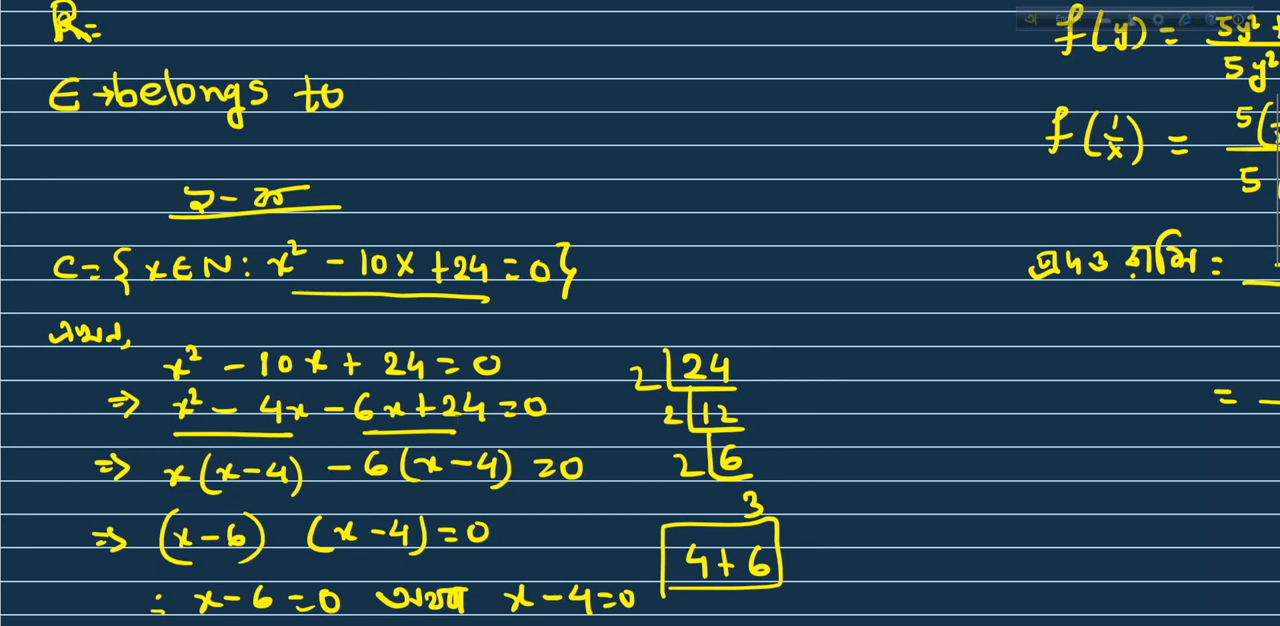 R=
∈ →belongs to
২-নং
C={x∈N: x² - 10x + 24 = 0}
এখন,
x² - 10x + 24 = 0
⇒ x² - 4x - 6x + 24 = 0
⇒ x(x-4) - 6(x-4) = 0
⇒ (x-6) (x-4) = 0
∴ x-6=0 অথবা x-4=0
2 | 24
2 | 12
2 | 6
3
4+6
f(y) = 5y² + / 5y²
f(1/x) = 5( / 5
প্রদত্ত রাশি =
=